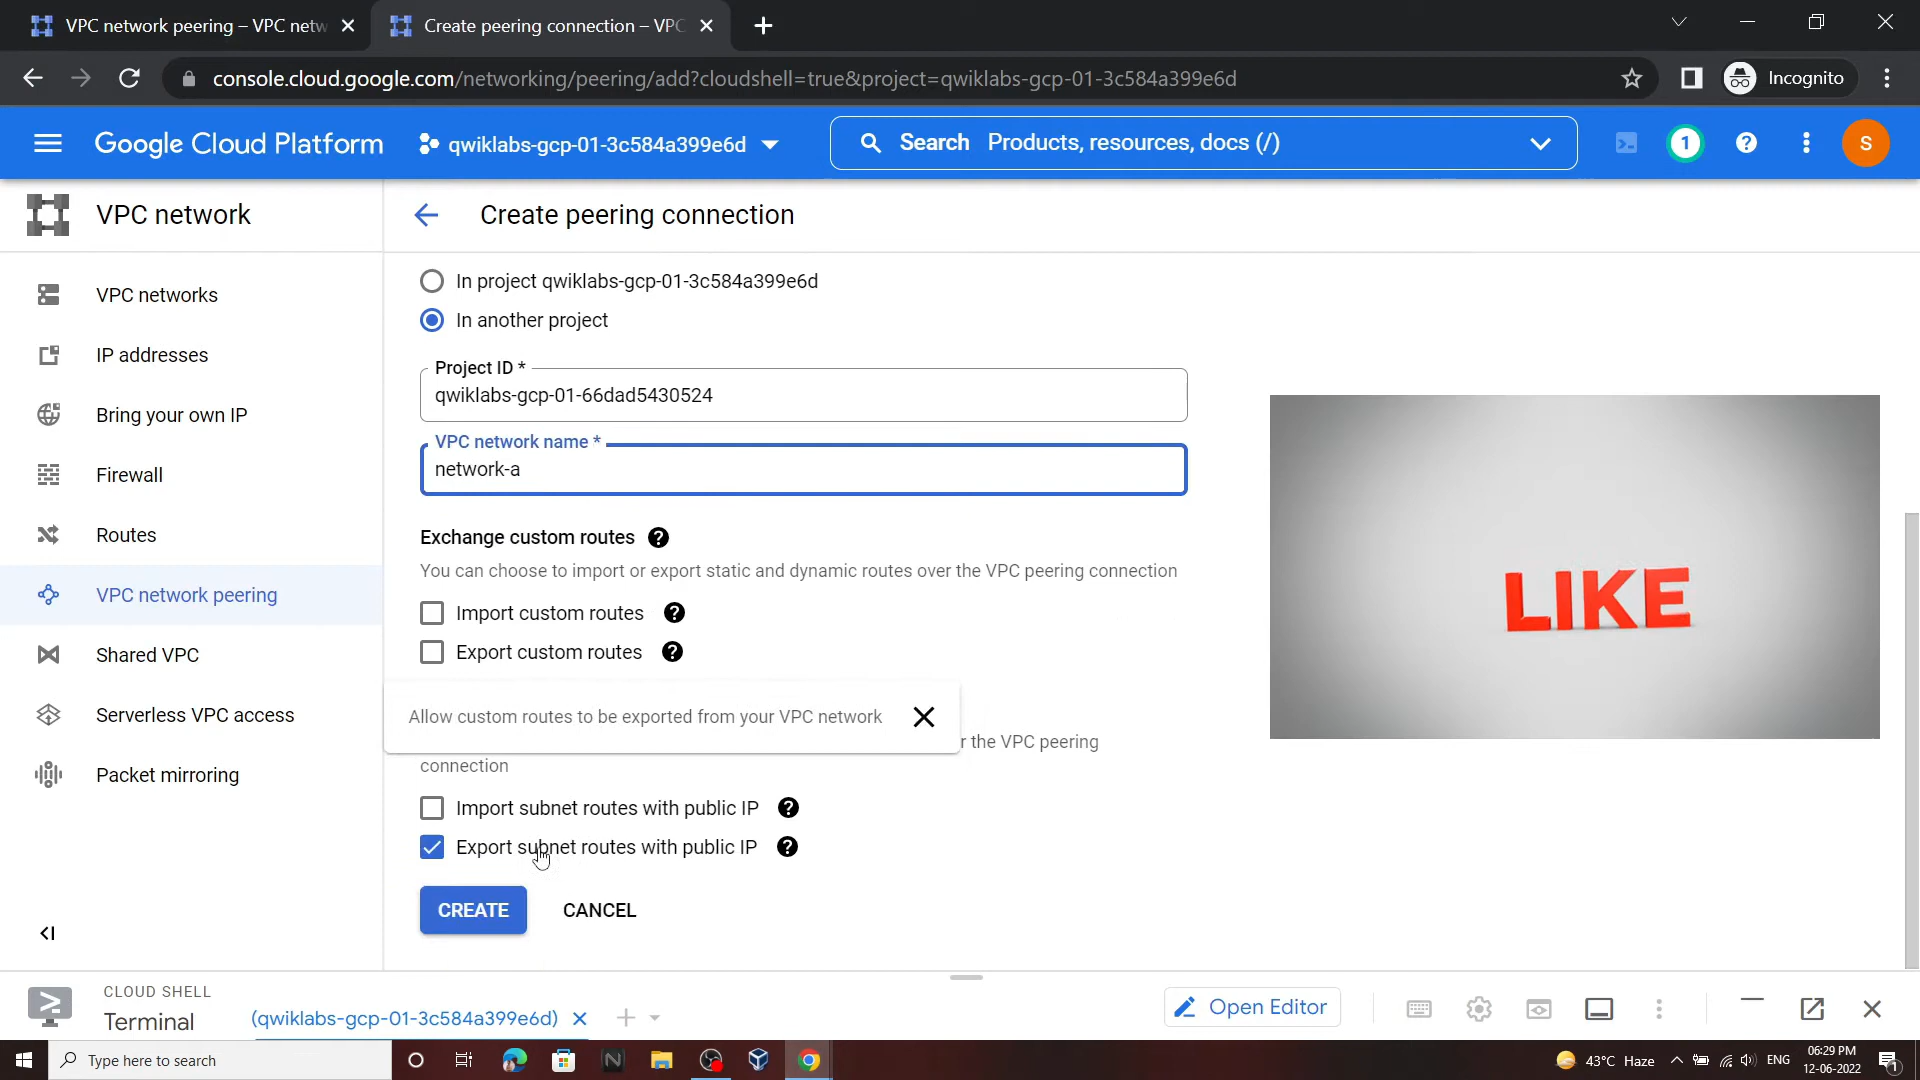 VPC network peering – VPC netw
Create peering connection – VPC
console.cloud.google.com/networking/peering/add?cloudshell=true&project=qwiklabs-gcp-01-3c584a399e6d
Incognito
Google Cloud Platform
qwiklabs-gcp-01-3c584a399e6d
Search Products, resources, docs (/)
1
S
VPC network
Create peering connection
VPC networks
IP addresses
Bring your own IP
Firewall
Routes
VPC network peering
Shared VPC
Serverless VPC access
Packet mirroring
In project qwiklabs-gcp-01-3c584a399e6d
In another project
Project ID *
qwiklabs-gcp-01-66dad5430524
VPC network name *
network-a
Exchange custom routes
You can choose to import or export static and dynamic routes over the VPC peering connection
Import custom routes
Export custom routes
Allow custom routes to be exported from your VPC network
r the VPC peering
connection
Import subnet routes with public IP
Export subnet routes with public IP
CREATE
CANCEL
LIKE
CLOUD SHELL
Terminal
(qwiklabs-gcp-01-3c584a399e6d)
Open Editor
Type here to search
43°C Haze
ENG
06:29 PM
12-06-2022
1